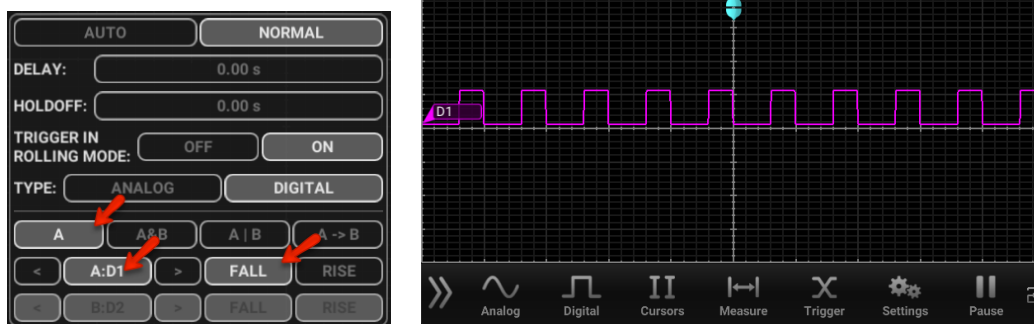 AUTO NORMAL
DELAY: 0.00 s
HOLDOFF: 0.00 s
TRIGGER IN
ROLLING MODE: OFF ON
TYPE: ANALOG DIGITAL
A A&B A | B A -> B
< A:D1 > FALL RISE
< B:D2 > FALL RISE
D1
Analog Digital Cursors Measure Trigger Settings Pause